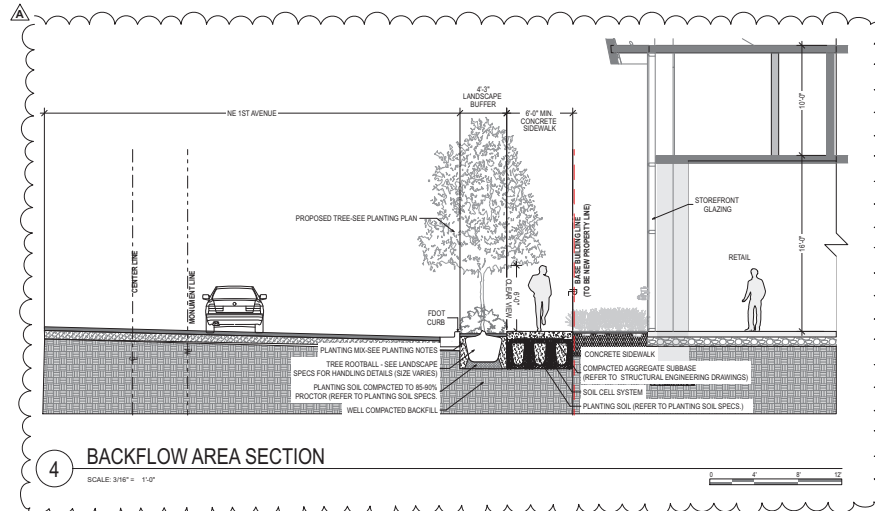 A
4'-3"
LANDSCAPE
BUFFER
NE 1ST AVENUE
6'-0" MIN.
CONCRETE
SIDEWALK
10'-0"
PROPOSED TREE-SEE PLANTING PLAN
STOREFRONT
GLAZING
BASE BUILDING LINE
(TO BE NEW PROPERTY LINE)
16'-0"
CENTER LINE
MONUMENT LINE
RETAIL
6'-0"
CLEAR VIEW
FDOT
CURB
PLANTING MIX-SEE PLANTING NOTES
TREE ROOTBALL - SEE LANDSCAPE
SPECS FOR HANDLING DETAILS (SIZE VARIES)
PLANTING SOIL COMPACTED TO 85-90%
PROCTOR (REFER TO PLANTING SOIL SPECS.
WELL COMPACTED BACKFILL
CONCRETE SIDEWALK
COMPACTED AGGREGATE SUBBASE
(REFER TO STRUCTURAL ENGINEERING DRAWINGS)
SOIL CELL SYSTEM
PLANTING SOIL (REFER TO PLANTING SOIL SPECS.)
4
BACKFLOW AREA SECTION
SCALE: 3/16" = 1'-0"
0 4' 8' 12'